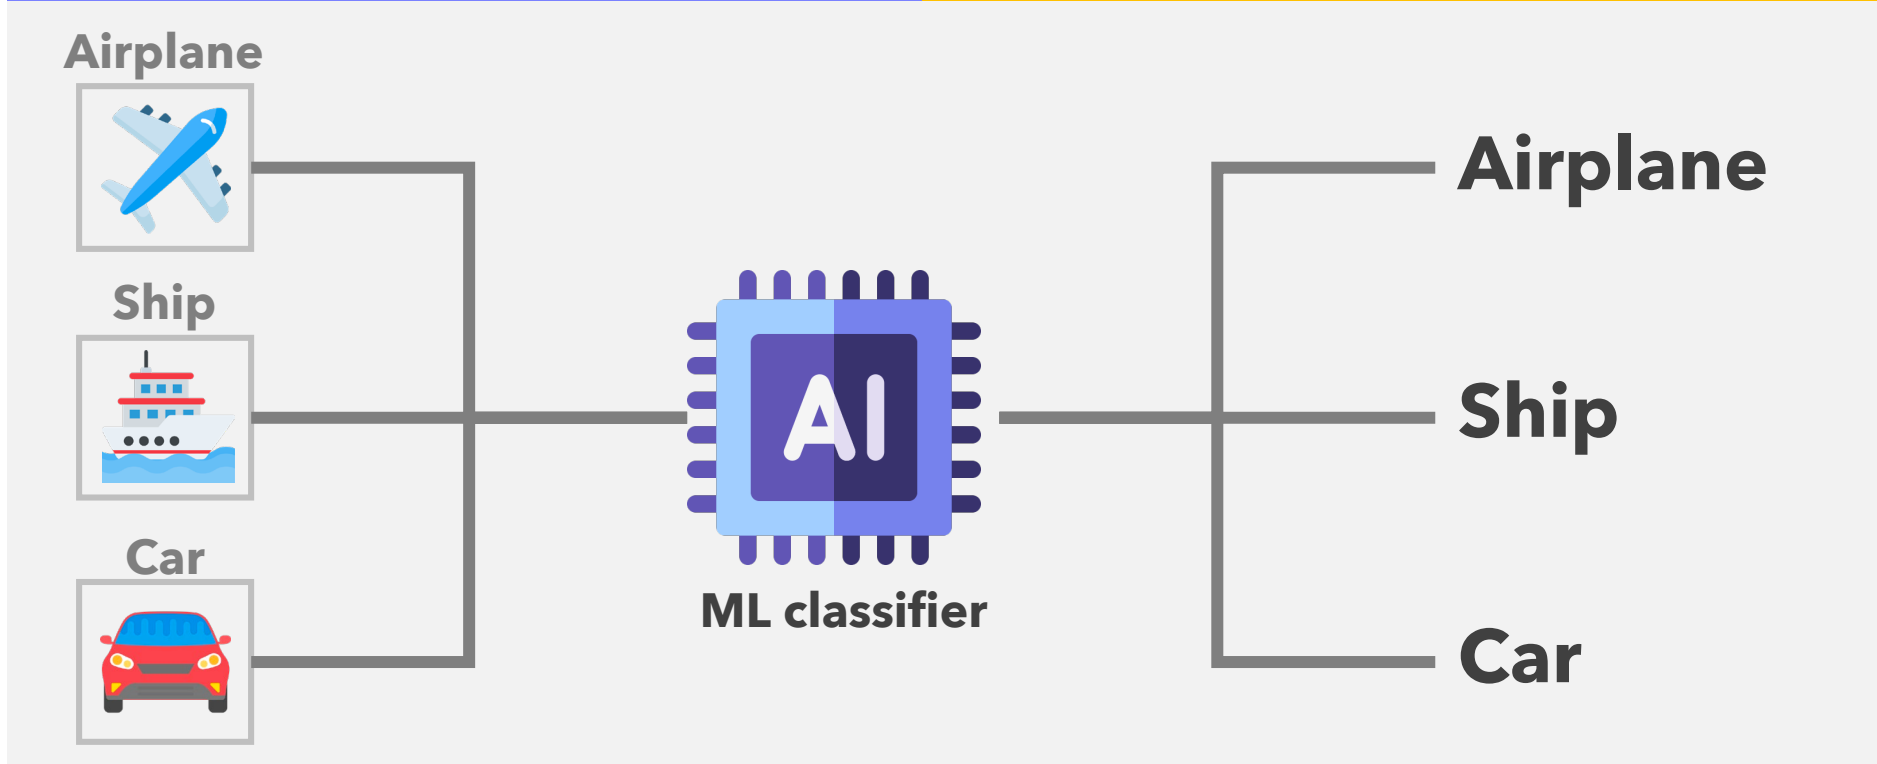 Airplane
Ship
Car
AI
ML classifier
Airplane
Ship
Car